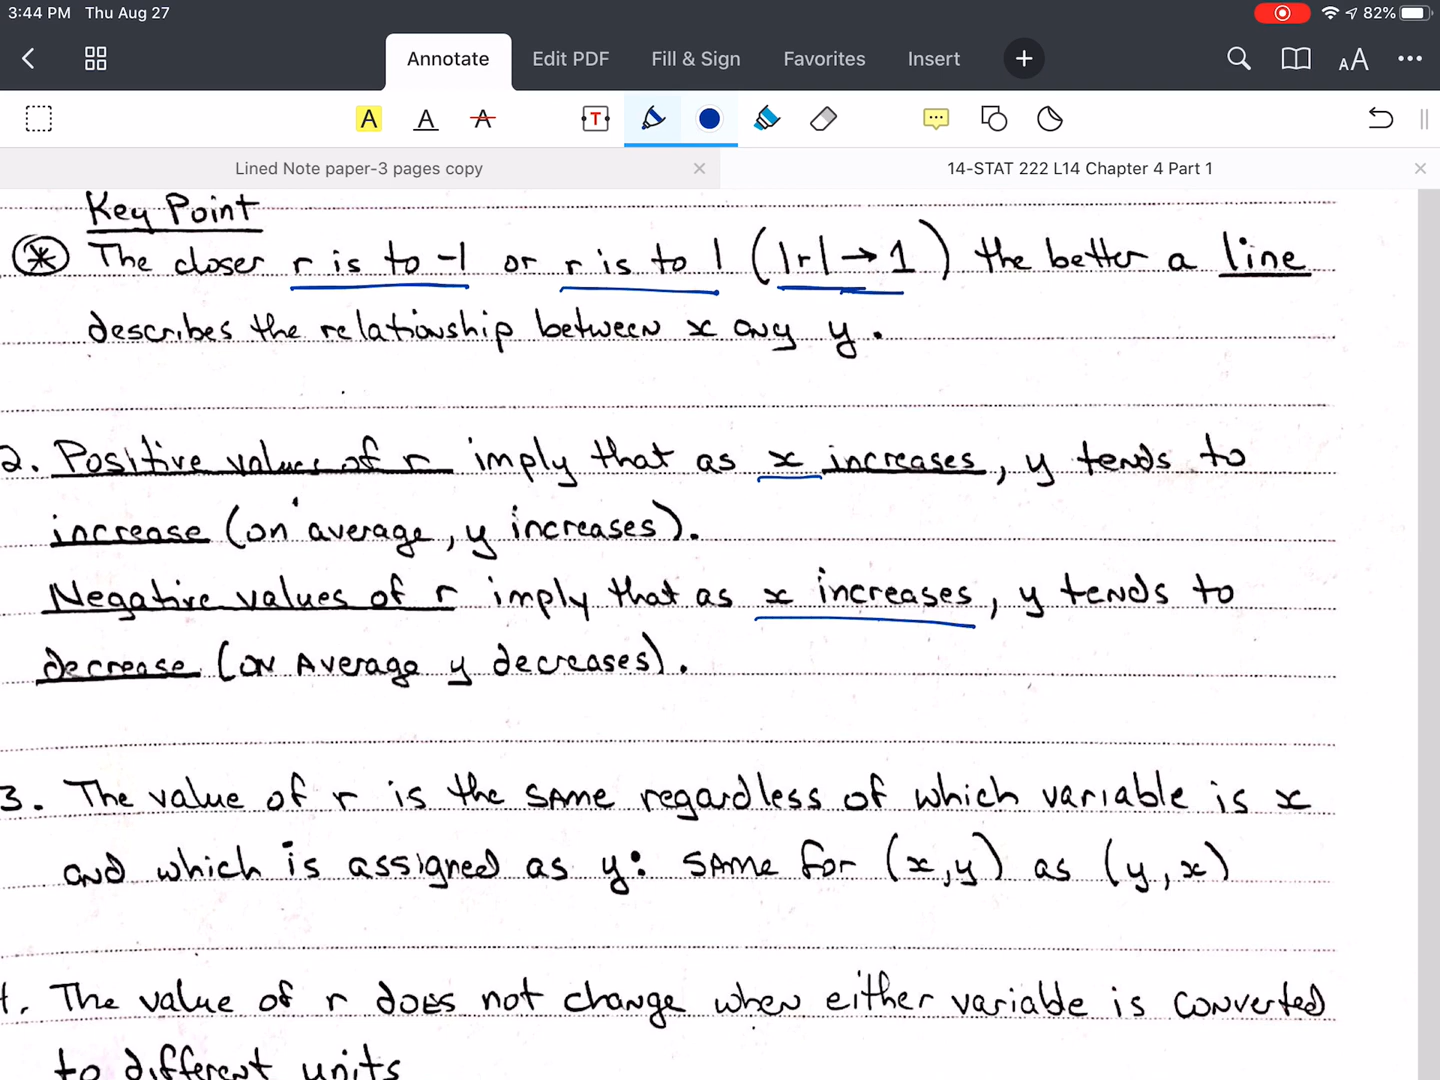 3:44 PM Thu Aug 27 82%
Annotate Edit PDF Fill & Sign Favorites Insert + AA
A A A T
Lined Note paper-3 pages copy × 14-STAT 222 L14 Chapter 4 Part 1 ×
Key Point
* The closer r is to -1 or r is to 1 (|r|→1) the better a line
describes the relationship between x any y.
2. Positive values of r imply that as x increases, y tends to
increase (on average, y increases).
Negative values of r imply that as x increases, y tends to
decrease (on Average y decreases).
3. The value of r is the SAME regardless of which variable is x
and which is assigned as y: SAME for (x,y) as (y,x)
4. The value of r does not change when either variable is converted
to different units